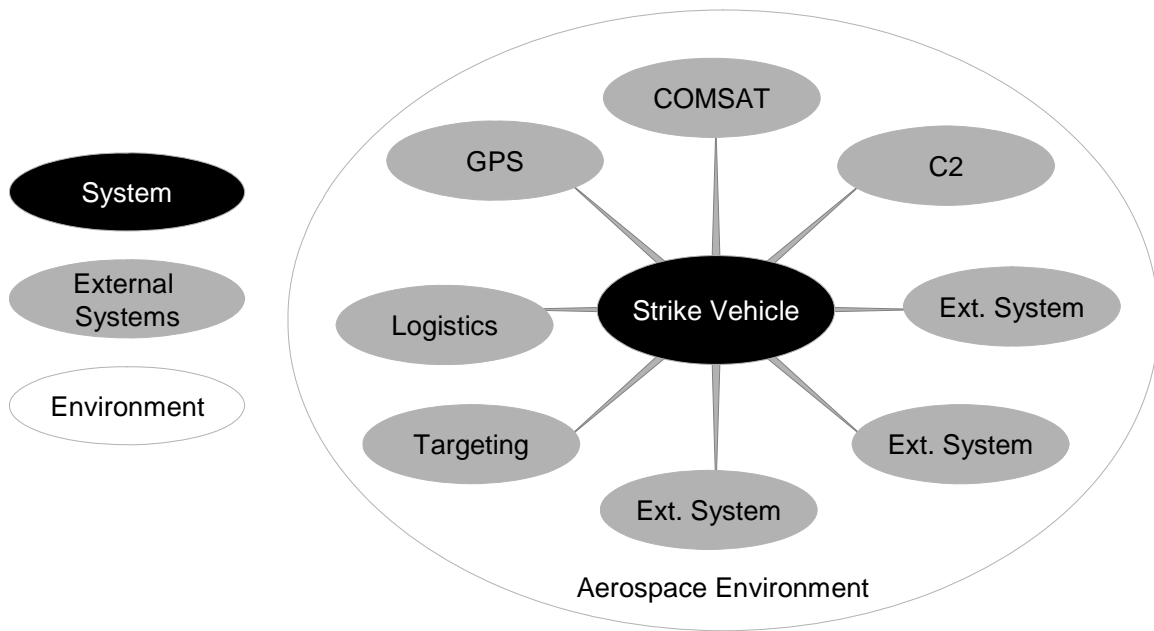 System
External
Systems
Environment
COMSAT
GPS
C2
Strike Vehicle
Ext. System
Logistics
Targeting
Ext. System
Ext. System
Aerospace Environment